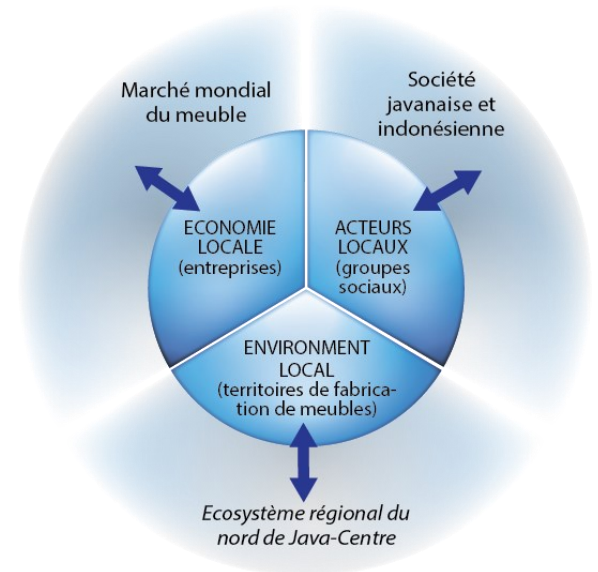 Marché mondial
du meuble
Société
javanaise et
indonésienne
ECONOMIE
LOCALE
(entreprises)
ACTEURS
LOCAUX
(groupes
sociaux)
ENVIRONMENT
LOCAL
(territoires de fabrica-
tion de meubles)
Ecosystème régional du
nord de Java-Centre